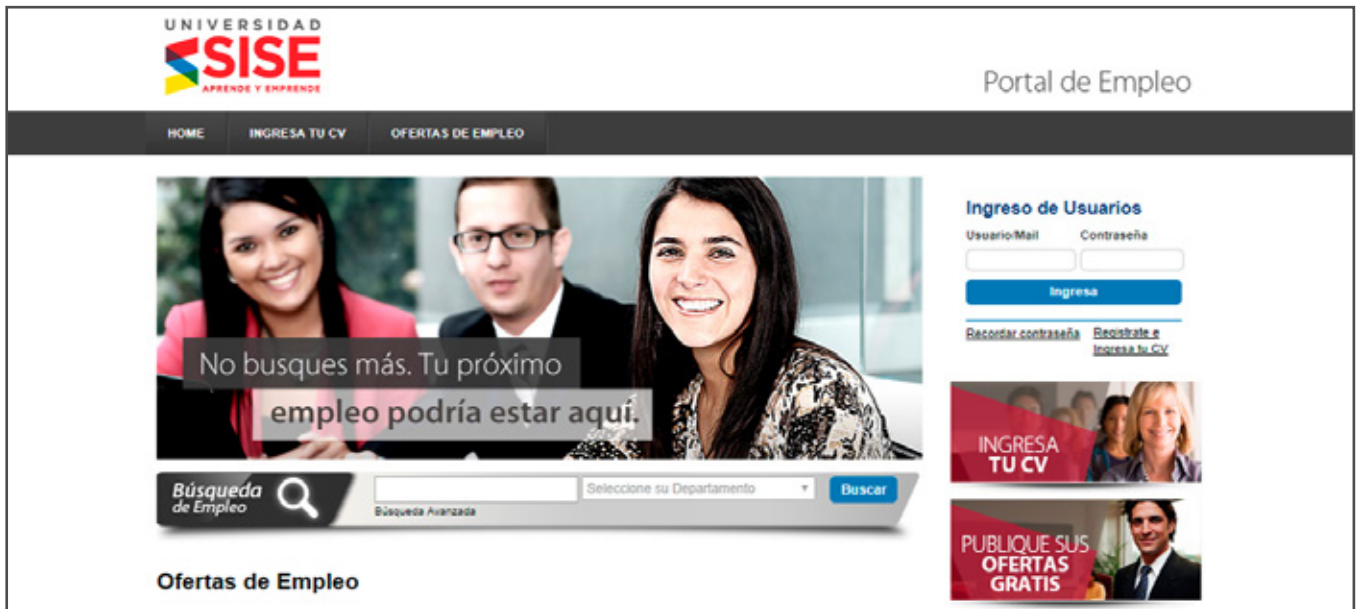 UNIVERSIDAD
SISE
APRENDE Y EMPRENDE
Portal de Empleo
HOME
INGRESA TU CV
OFERTAS DE EMPLEO
No busques más. Tu próximo
empleo podría estar aquí.
Ingreso de Usuarios
Usuario/Mail
Contraseña
Ingresa
Recordar contraseña
Registrate e
Ingresa tu CV
INGRESA
TU CV
Búsqueda
de Empleo
Seleccione su Departamento
Buscar
Búsqueda Avanzada
PUBLIQUE SUS
OFERTAS
GRATIS
Ofertas de Empleo